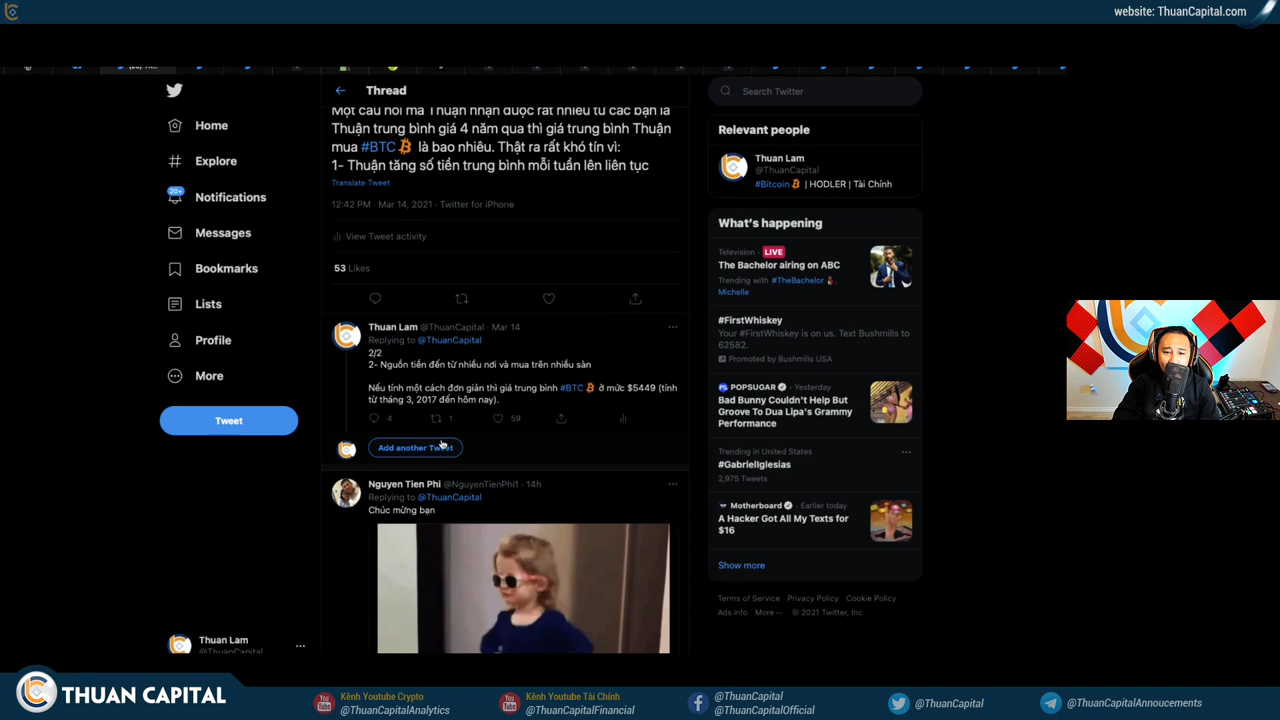 website: ThuanCapital.com
Thread
Search Twitter
Home
Explore
20+
Notifications
Messages
Bookmarks
Lists
Profile
More
Tweet
Thuan Lam
@ThuanCapital
Một câu hỏi mà Thuận nhận được rất nhiều từ các bạn là
Thuận trung bình giá 4 năm qua thì giá trung bình Thuận
mua #BTC là bao nhiêu. Thật ra rất khó tín vì:
1- Thuận tăng số tiền trung bình mỗi tuần lên liên tục
Translate Tweet
12:42 PM · Mar 14, 2021 · Twitter for iPhone
View Tweet activity
53 Likes
Thuan Lam @ThuanCapital · Mar 14
Replying to @ThuanCapital
2/2
2- Nguồn tiền đến từ nhiều nơi và mua trên nhiều sàn
Nếu tính một cách đơn giản thì giá trung bình #BTC ở mức $5449 (tính
từ tháng 3, 2017 đến hôm nay).
4 1 59
Add another Tweet
Nguyen Tien Phi @NguyenTienPhi1 · 14h
Replying to @ThuanCapital
Chúc mừng bạn
Relevant people
Thuan Lam
@ThuanCapital
#Bitcoin | HODLER | Tài Chính
What's happening
Television · LIVE
The Bachelor airing on ABC
Trending with #TheBachelor
Michelle
#FirstWhiskey
Your #FirstWhiskey is on us. Text Bushmills to
62582.
Promoted by Bushmills USA
POPSUGAR · Yesterday
Bad Bunny Couldn't Help But
Groove To Dua Lipa's Grammy
Performance
Trending in United States
#GabrielIglesias
2,975 Tweets
Motherboard · Earlier today
A Hacker Got All My Texts for
$16
Show more
Terms of Service Privacy Policy Cookie Policy
Ads info More © 2021 Twitter, Inc.
THUAN CAPITAL
You Tube
Kênh Youtube Crypto
@ThuanCapitalAnalytics
You Tube
Kênh Youtube Tài Chính
@ThuanCapitalFinancial
@ThuanCapital
@ThuanCapitalOfficial
@ThuanCapital
@ThuanCapitalAnnoucements